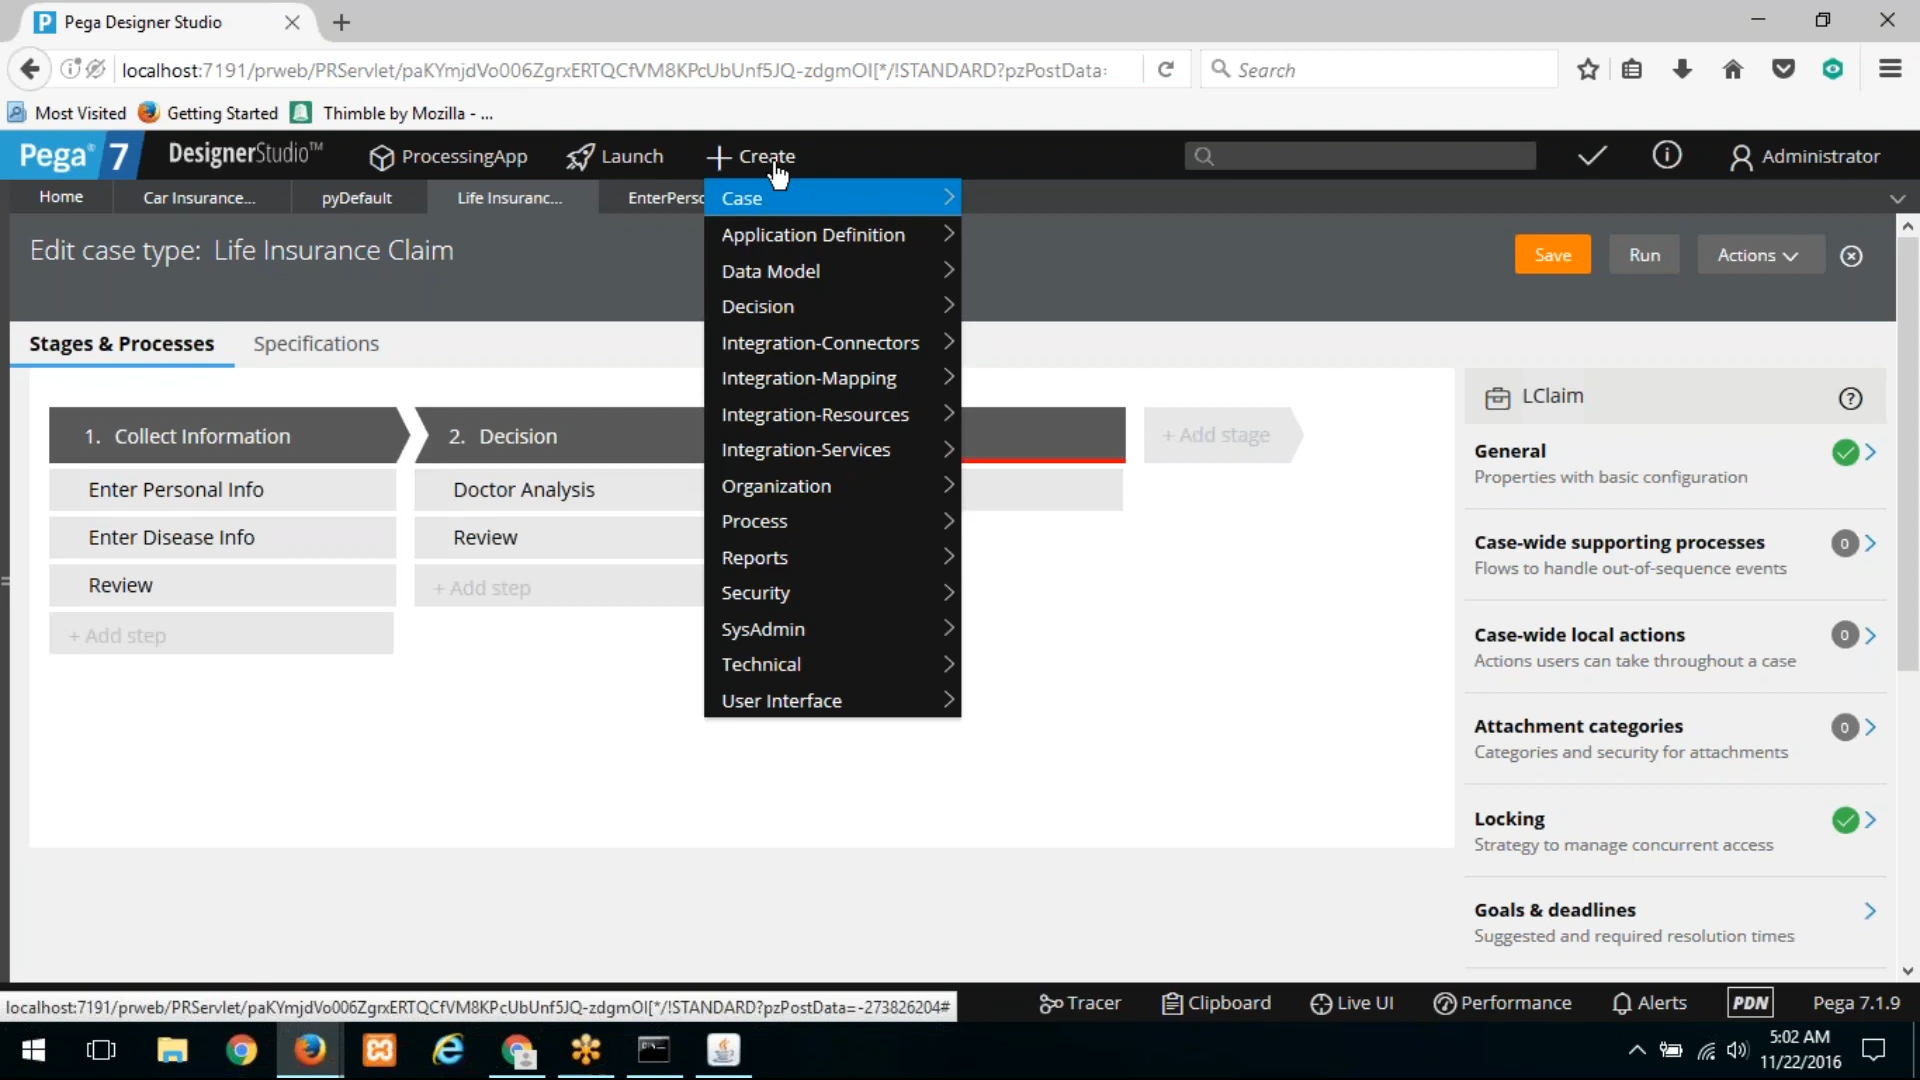 Pega Designer Studio
localhost:7191/prweb/PRServlet/paKYmjdVo006ZgrxERTQCfVM8KPcUbUnf5JQ-zdgmOI[*/!STANDARD?pzPostData:
Search
Most Visited
Getting Started
Thimble by Mozilla - ...
Pega 7
DesignerStudio™
ProcessingApp
Launch
Create
Administrator
Home
Car Insurance...
pyDefault
Life Insuranc...
EnterPerso
Edit case type: Life Insurance Claim
Save
Run
Actions
Case
Application Definition
Data Model
Decision
Integration-Connectors
Integration-Mapping
Integration-Resources
Integration-Services
Organization
Process
Reports
Security
SysAdmin
Technical
User Interface
Stages & Processes
Specifications
1. Collect Information
Enter Personal Info
Enter Disease Info
Review
+ Add step
2. Decision
Doctor Analysis
Review
+ Add step
+ Add stage
LClaim
General
Properties with basic configuration
Case-wide supporting processes
0
Flows to handle out-of-sequence events
Case-wide local actions
0
Actions users can take throughout a case
Attachment categories
0
Categories and security for attachments
Locking
Strategy to manage concurrent access
Goals & deadlines
Suggested and required resolution times
localhost:7191/prweb/PRServlet/paKYmjdVo006ZgrxERTQCfVM8KPcUbUnf5JQ-zdgmOI[*/!STANDARD?pzPostData=-273826204#
Tracer
Clipboard
Live UI
Performance
Alerts
PDN
Pega 7.1.9
5:02 AM
11/22/2016